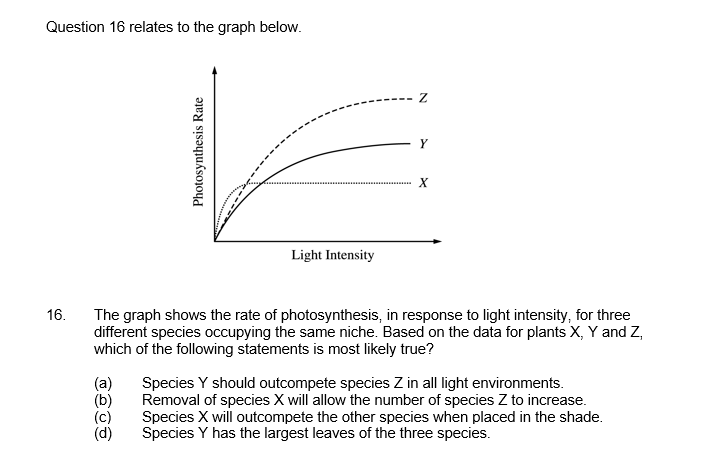 Question 16 relates to the graph below.
Photosynthesis Rate
Z
Y
X
Light Intensity
16. The graph shows the rate of photosynthesis, in response to light intensity, for three
different species occupying the same niche. Based on the data for plants X, Y and Z,
which of the following statements is most likely true?
(a) Species Y should outcompete species Z in all light environments.
(b) Removal of species X will allow the number of species Z to increase.
(c) Species X will outcompete the other species when placed in the shade.
(d) Species Y has the largest leaves of the three species.